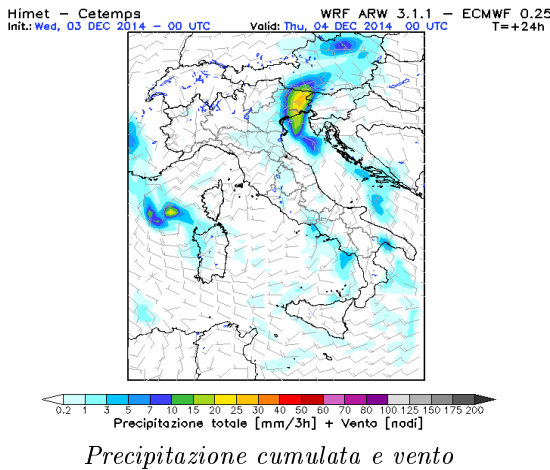 Himet – Cetemps WRF ARW 3.1.1 – ECMWF 0.25
Init.: Wed, 03 DEC 2014 – 00 UTC Valid: Thu, 04 DEC 2014 00 UTC T=+24h
0.2 1 3 5 7 10 15 20 25 30 40 50 60 70 80 90 100 125 150 175 200
Precipitazione totale [mm/3h] + Vento [nodi]
Precipitazione cumulata e vento